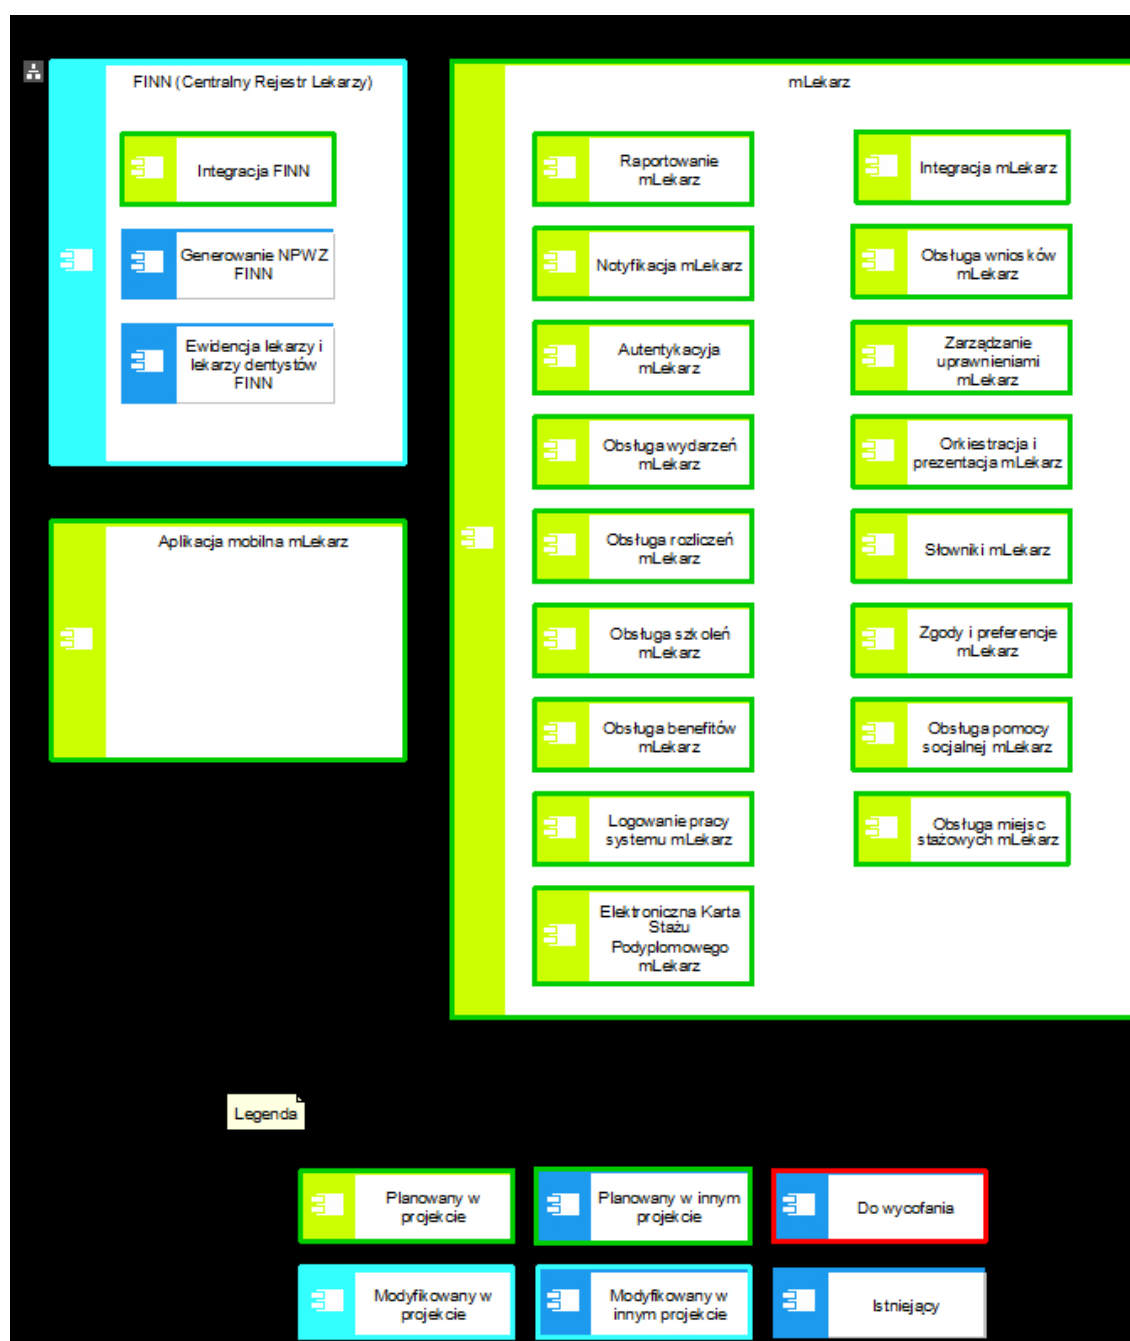 FINN (Centralny Rejestr Lekarzy)
Integracja FINN
Generowanie NPWZ
FINN
Ewidencja lekarzy i
lekarzy dentystów
FINN
Aplikacja mobilna mLekarz
mLekarz
Raportowanie
mLekarz
Integracja mLekarz
Notyfikacja mLekarz
Obsługa wniosków
mLekarz
Autentykacyja
mLekarz
Zarządzanie
uprawnieniami
mLekarz
Obsługa wydarzeń
mLekarz
Orkiestracja i
prezentacja mLekarz
Obsługa rozliczeń
mLekarz
Słowniki mLekarz
Obsługa szkoleń
mLekarz
Zgody i preferencje
mLekarz
Obsługa benefitów
mLekarz
Obsługa pomocy
socjalnej mLekarz
Logowanie pracy
systemu mLekarz
Obsługa miejsc
stażowych mLekarz
Elektroniczna Karta
Stażu
Podyplomowego
mLekarz
Legenda
Planowany w
projekcie
Planowany w innym
projekcie
Do wycofania
Modyfikowany w
projekcie
Modyfikowany w
innym projekcie
Istniejący